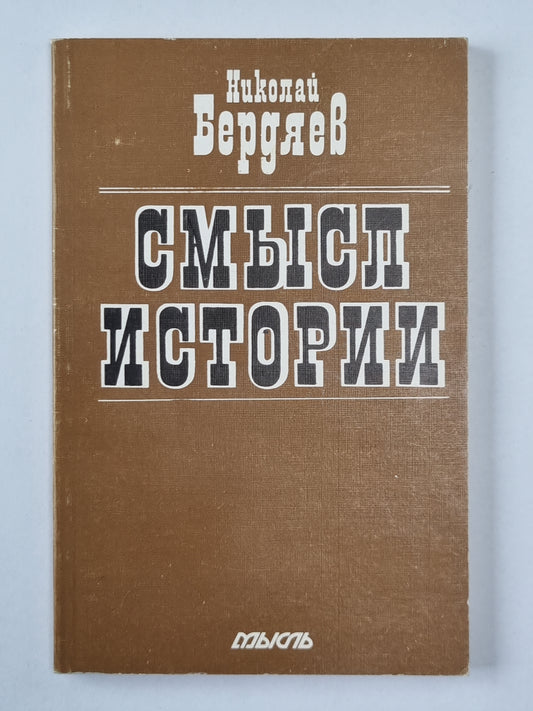 Николай
Бердяев
СМЫСЛ
ИСТОРИИ
мысль